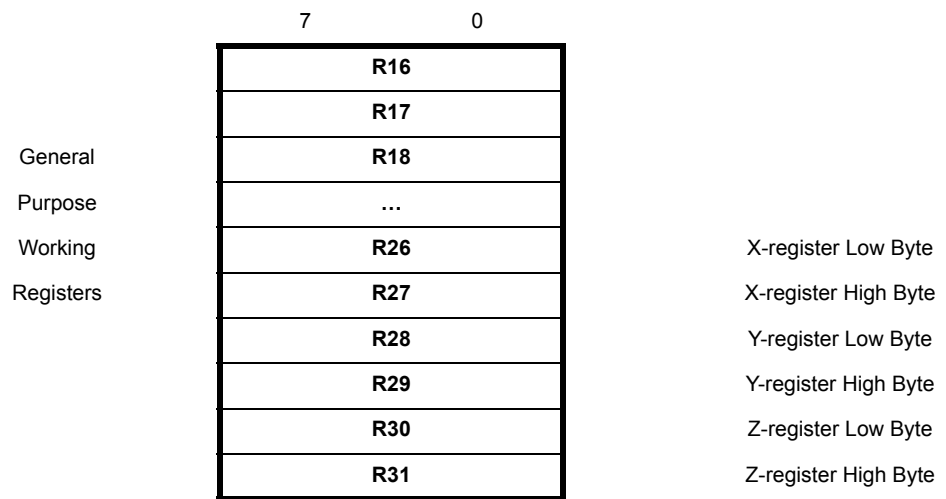 7 0
R16
R17
General R18
Purpose ...
Working R26 X-register Low Byte
Registers R27 X-register High Byte
R28 Y-register Low Byte
R29 Y-register High Byte
R30 Z-register Low Byte
R31 Z-register High Byte